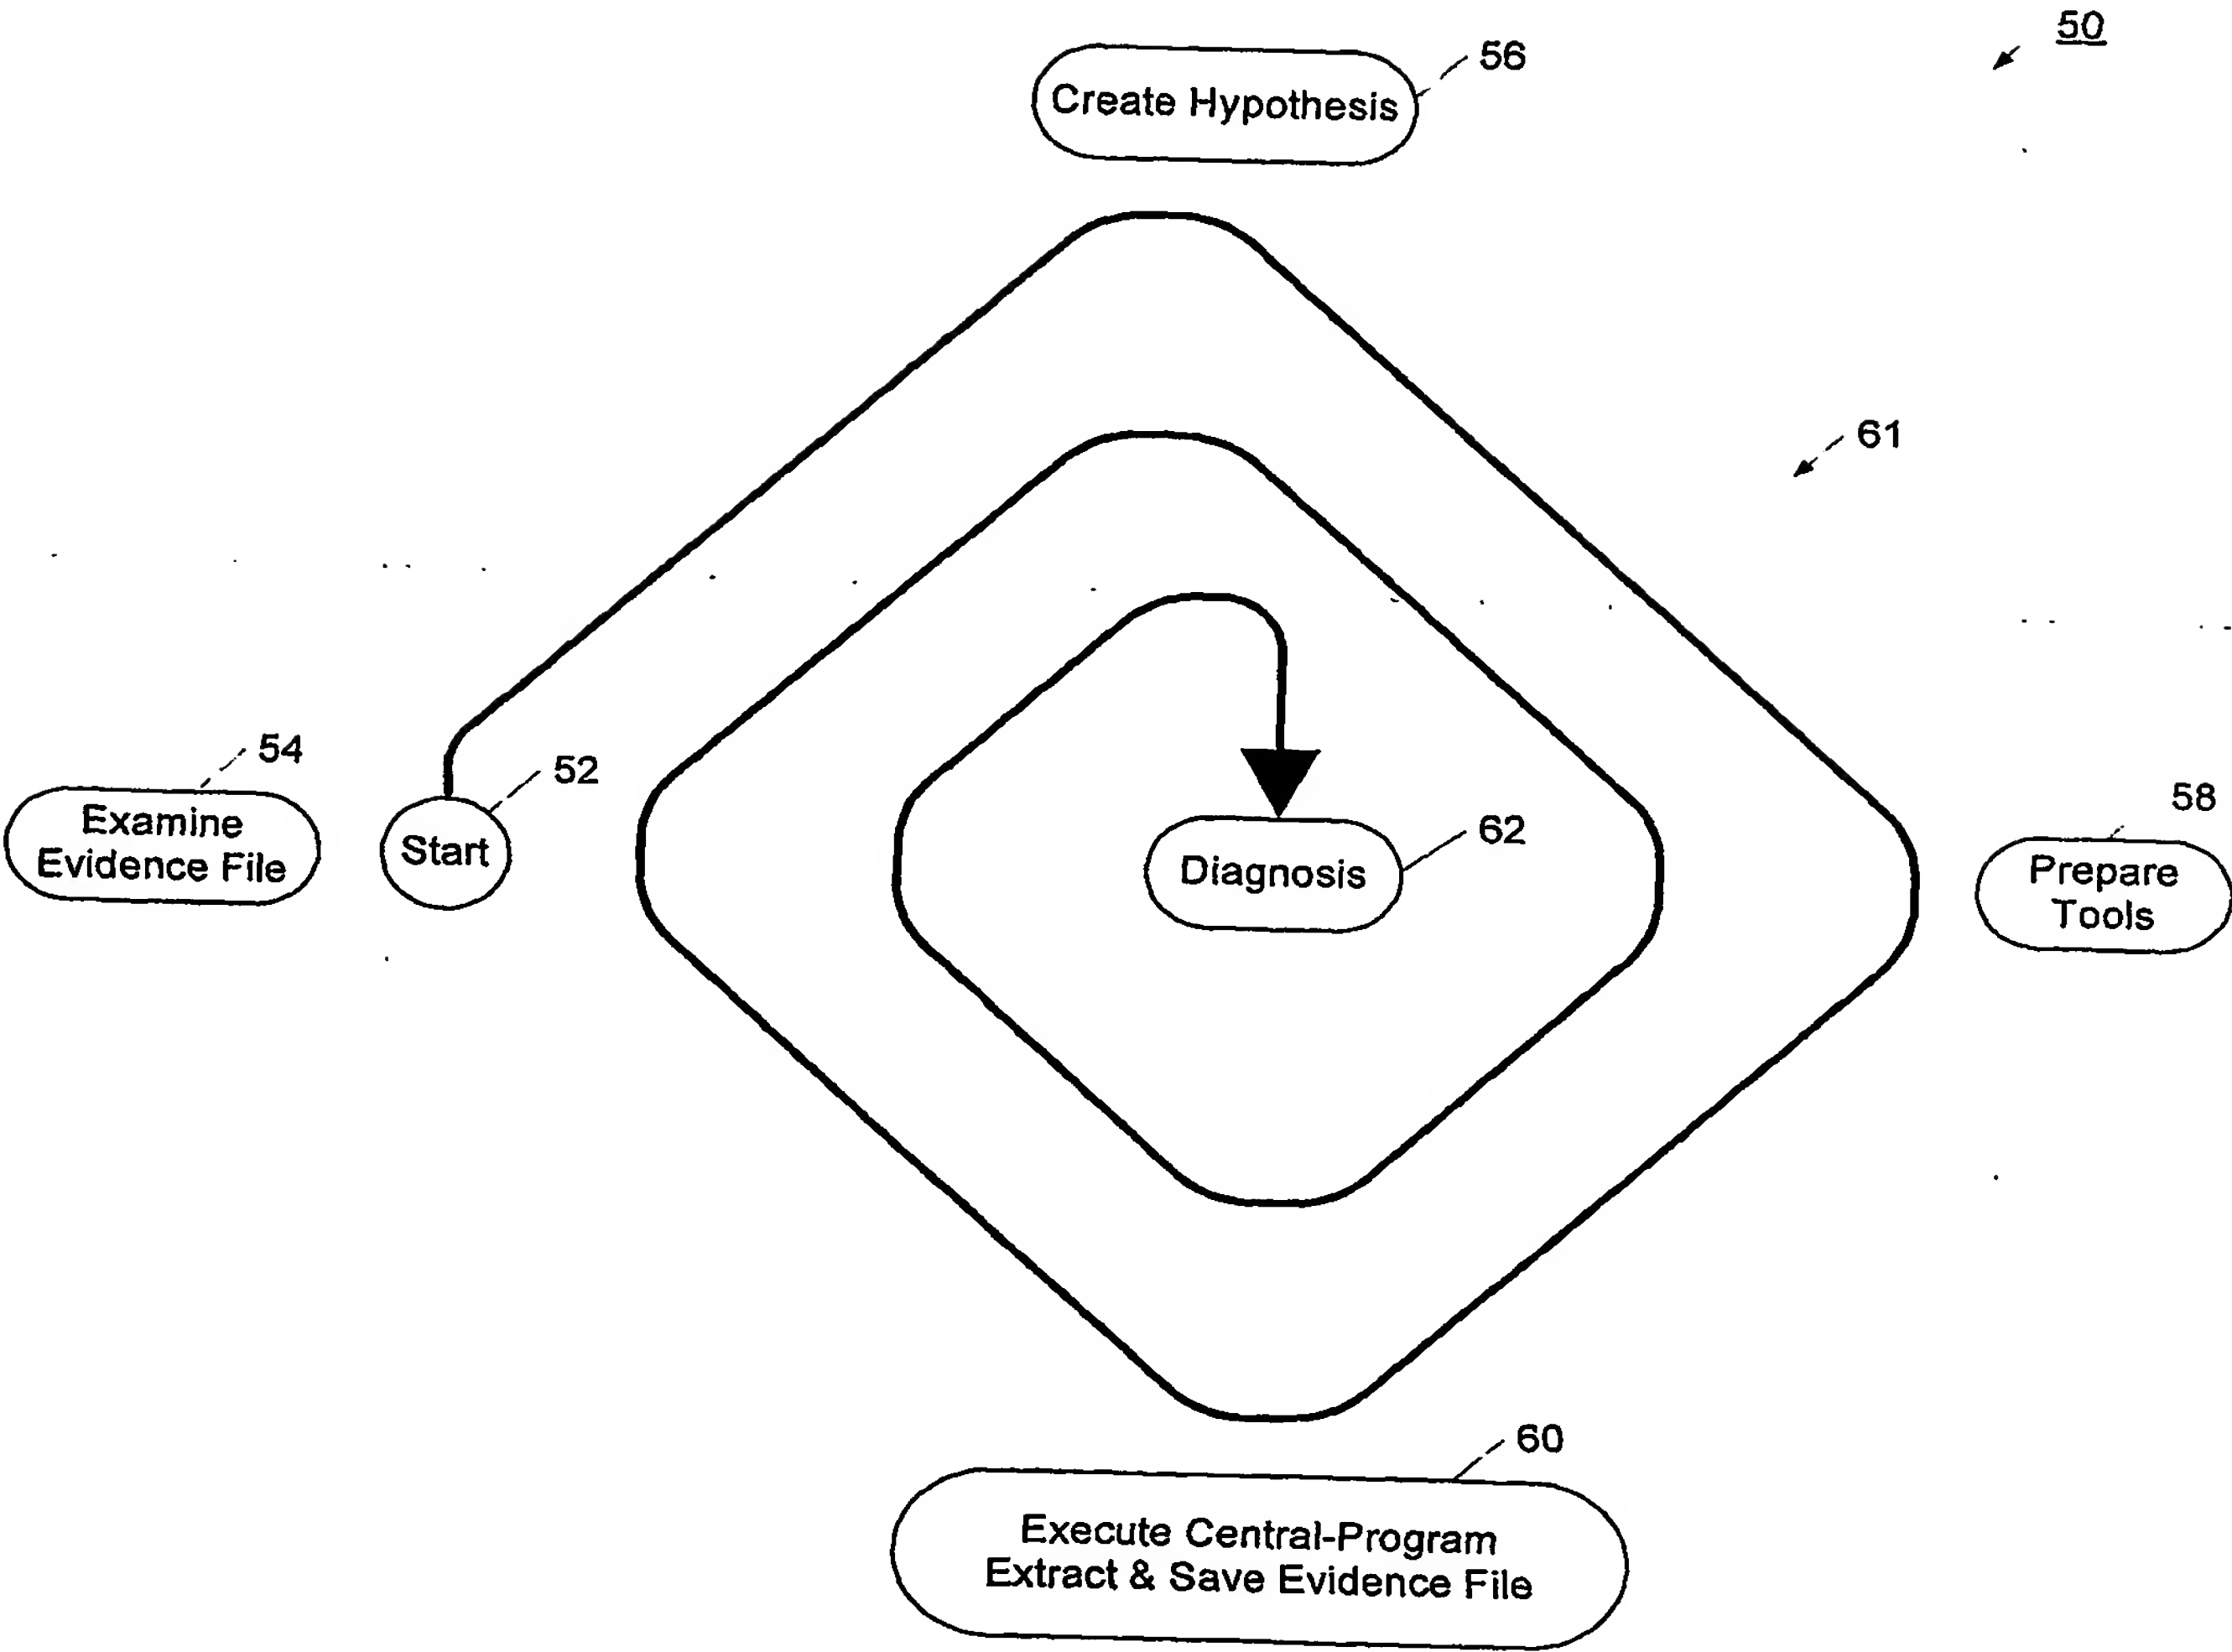 50
56
Create Hypothesis
61
54
52
Examine
Evidence File
Start
62
Diagnosis
58
Prepare
Tools
60
Execute Central-Program
Extract & Save Evidence File